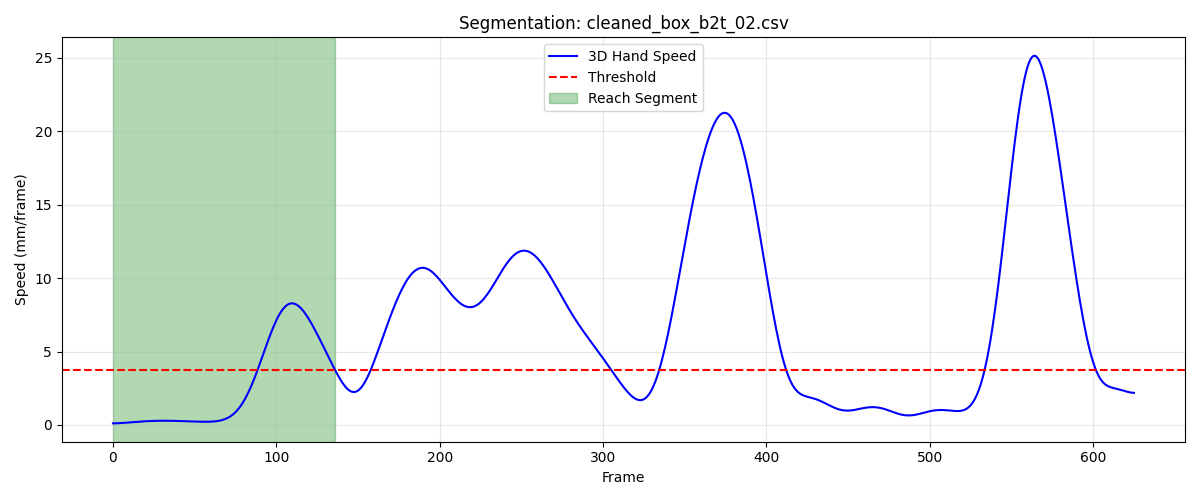 Segmentation: cleaned_box_b2t_02.csv
3D Hand Speed
Threshold
Reach Segment
Speed (mm/frame)
25
20
15
10
5
0
0 100 200 300 400 500 600
Frame